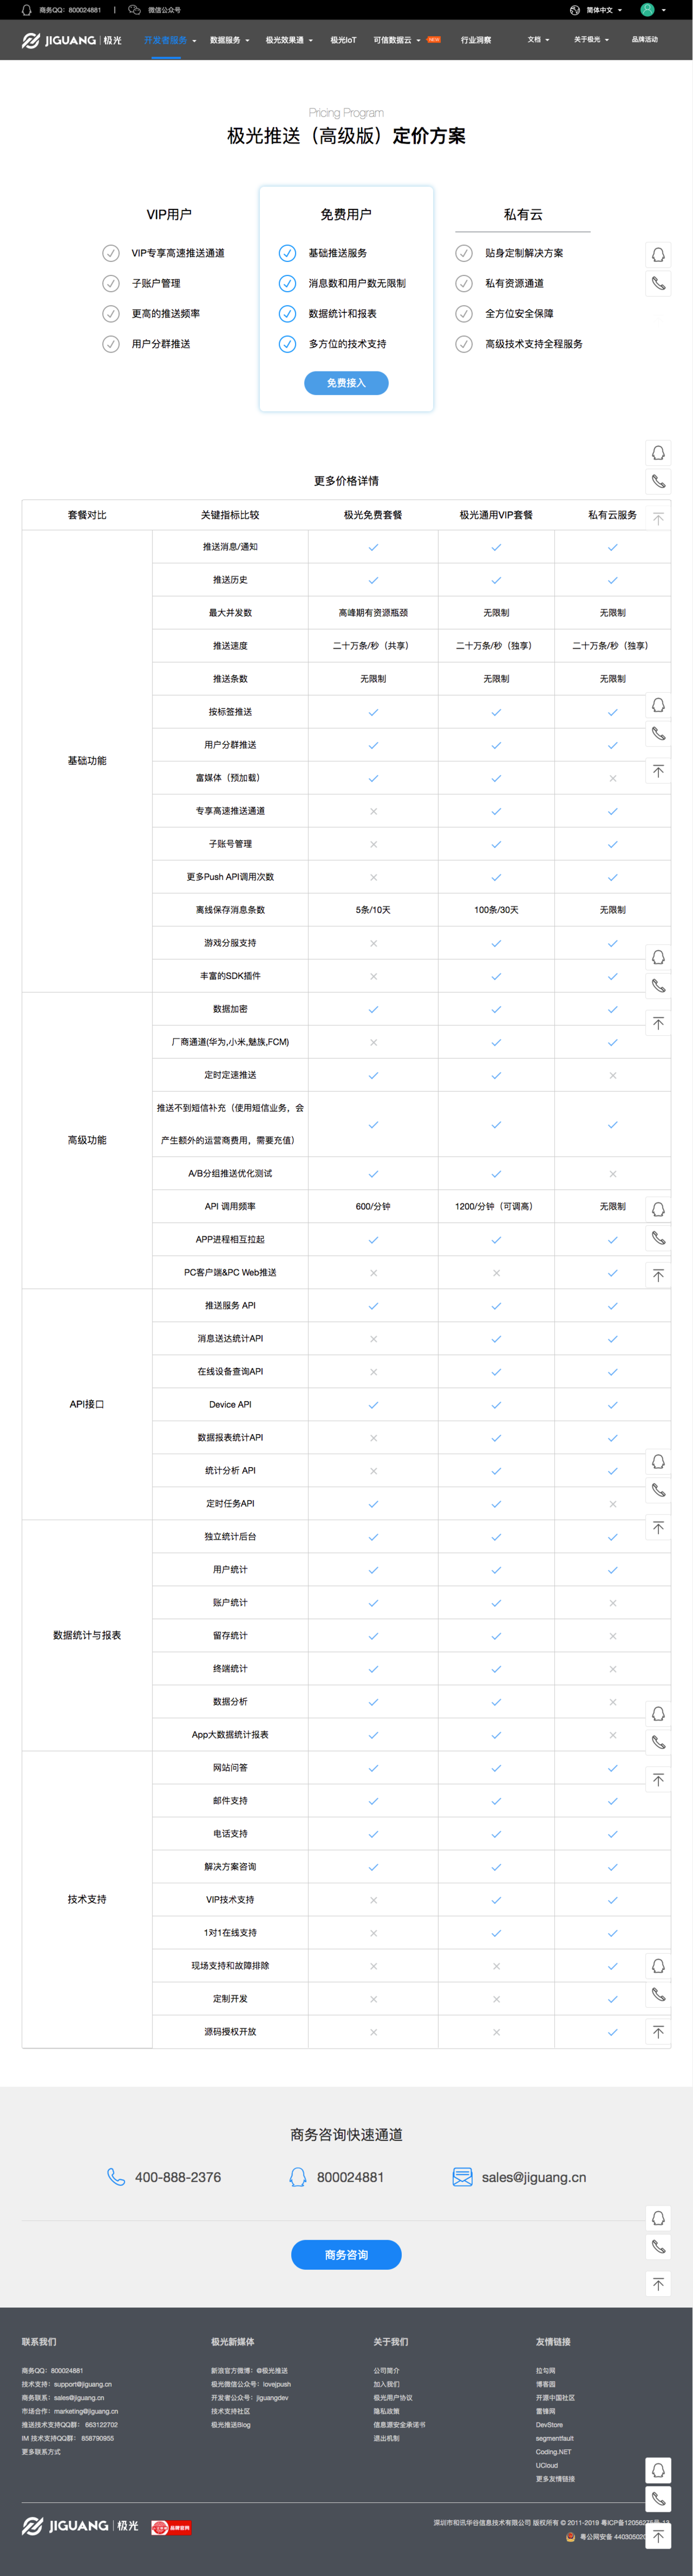 商务QQ: 800024881 | 微信公众号 简体中文
JIGUANG | 极光 开发者服务 数据服务 极光效果通 极光IoT 可信数据云 NEW 行业洞察 文档 关于极光 品牌活动
Pricing Program
极光推送（高级版）定价方案
VIP用户
VIP专享高速推送通道
子账户管理
更高的推送频率
用户分群推送
免费用户
基础推送服务
消息数和用户数无限制
数据统计和报表
多方位的技术支持
免费接入
私有云
贴身定制解决方案
私有资源通道
全方位安全保障
高级技术支持全程服务
更多价格详情
套餐对比 关键指标比较 极光免费套餐 极光通用VIP套餐 私有云服务
基础功能
推送消息/通知
推送历史
最大并发数 高峰期有资源瓶颈 无限制 无限制
推送速度 二十万条/秒（共享） 二十万条/秒（独享） 二十万条/秒（独享）
推送条数 无限制 无限制 无限制
按标签推送
用户分群推送
富媒体（预加载）
专享高速推送通道
子账号管理
更多Push API调用次数
离线保存消息条数 5条/10天 100条/30天 无限制
游戏分服支持
丰富的SDK插件
高级功能
数据加密
厂商通道(华为,小米,魅族,FCM)
定时定速推送
推送不到短信补充（使用短信业务，会
产生额外的运营商费用，需要充值）
A/B分组推送优化测试
API 调用频率 600/分钟 1200/分钟（可调高） 无限制
APP进程相互拉起
PC客户端&PC Web推送
API接口
推送服务 API
消息送达统计API
在线设备查询API
Device API
数据报表统计API
统计分析 API
定时任务API
数据统计与报表
独立统计后台
用户统计
账户统计
留存统计
终端统计
数据分析
App大数据统计报表
技术支持
网站问答
邮件支持
电话支持
解决方案咨询
VIP技术支持
1对1在线支持
现场支持和故障排除
定制开发
源码授权开放
商务咨询快速通道
400-888-2376 800024881 sales@jiguang.cn
商务咨询
联系我们
商务QQ: 800024881
技术支持: support@jiguang.cn
商务联系: sales@jiguang.cn
市场合作: marketing@jiguang.cn
推送技术支持QQ群: 663122702
IM 技术支持QQ群: 858790955
更多联系方式
极光新媒体
新浪官方微博: @极光推送
极光微信公众号: lovejpush
开发者公众号: jiguangdev
技术支持社区
极光推送Blog
关于我们
公司简介
加入我们
极光用户协议
隐私政策
信息源安全承诺书
退出机制
友情链接
拉勾网
博客园
开源中国社区
雷锋网
DevStore
segmentfault
Coding.NET
UCloud
更多友情链接
JIGUANG | 极光 品牌官网
深圳市和讯华谷信息技术有限公司 版权所有 © 2011-2019 粤ICP备12056275号-13
粤公网安备 440305020